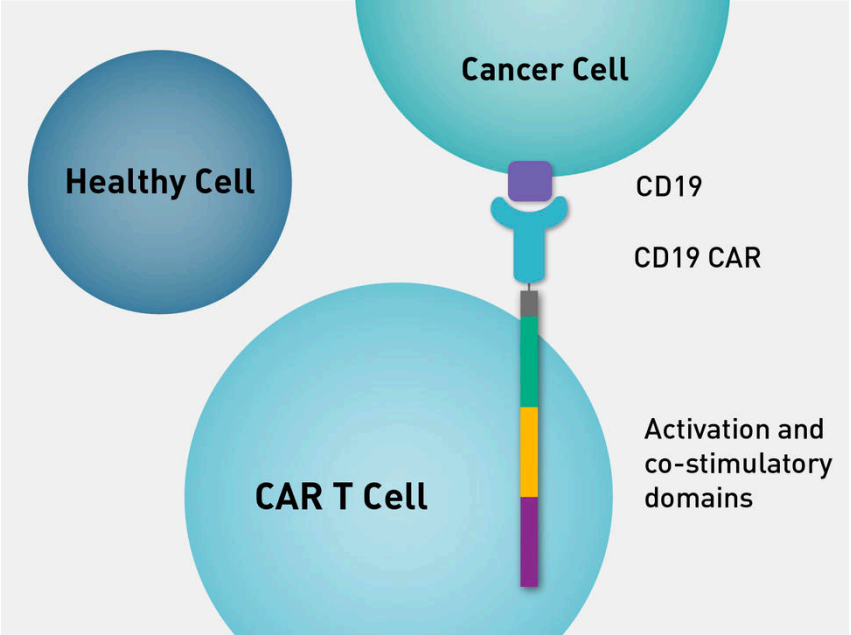 Cancer Cell
Healthy Cell
CD19
CD19 CAR
Activation and
co-stimulatory
domains
CAR T Cell